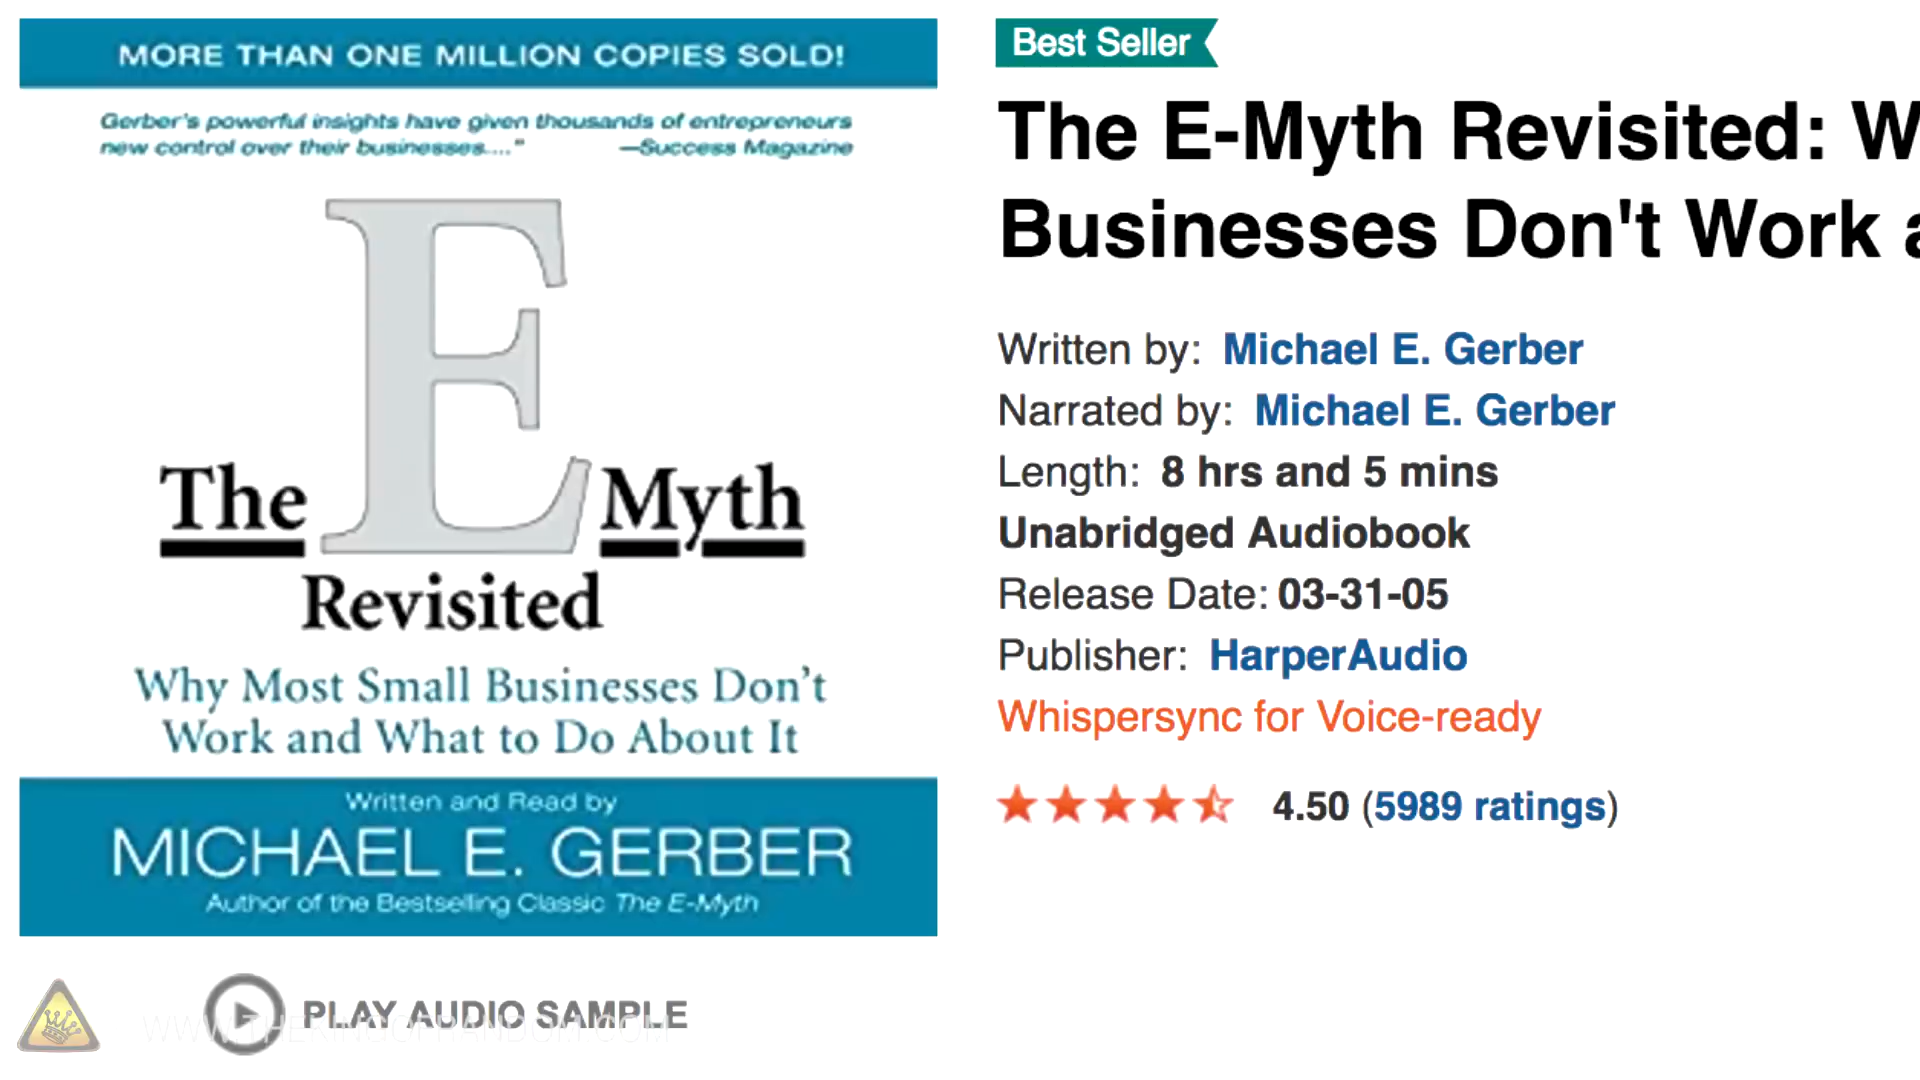 MORE THAN ONE MILLION COPIES SOLD!
Gerber's powerful insights have given thousands of entrepreneurs
new control over their businesses...."
—Success Magazine
The E Myth
Revisited
Why Most Small Businesses Don't
Work and What to Do About It
Written and Read by
MICHAEL E. GERBER
Author of the Bestselling Classic The E-Myth
PLAY AUDIO SAMPLE
WWW.THEKINGOFRANDOM.COM
Best Seller
The E-Myth Revisited: W
Businesses Don't Work a
Written by: Michael E. Gerber
Narrated by: Michael E. Gerber
Length: 8 hrs and 5 mins
Unabridged Audiobook
Release Date: 03-31-05
Publisher: HarperAudio
Whispersync for Voice-ready
4.50 (5989 ratings)